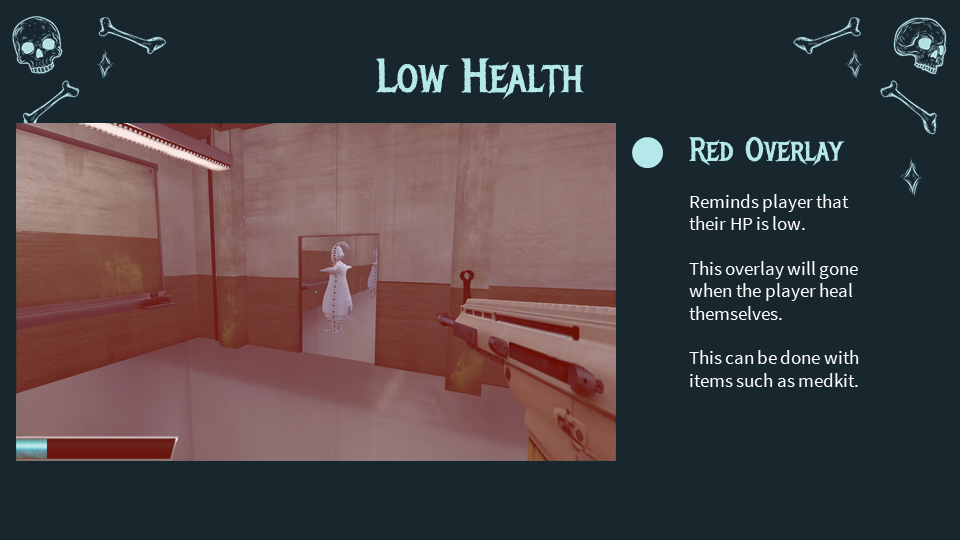 Low Health
Red Overlay
Reminds player that
their HP is low.
This overlay will gone
when the player heal
themselves.
This can be done with
items such as medkit.